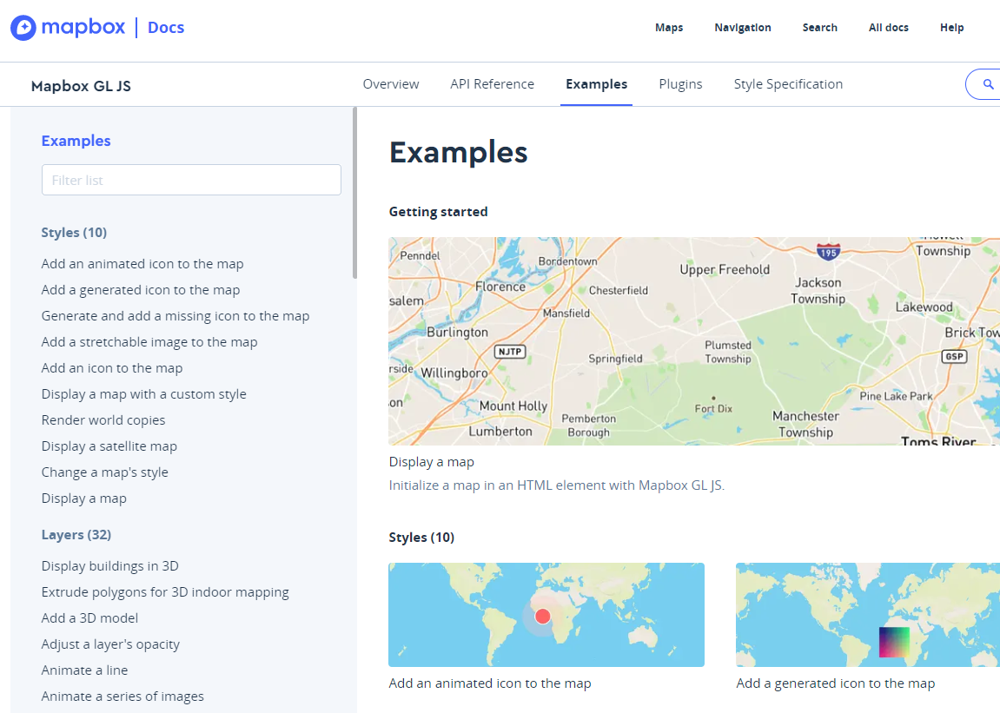 mapbox | Docs
Maps
Navigation
Search
All docs
Help
Mapbox GL JS
Overview
API Reference
Examples
Plugins
Style Specification
Examples
Filter list
Styles (10)
Add an animated icon to the map
Add a generated icon to the map
Generate and add a missing icon to the map
Add a stretchable image to the map
Add an icon to the map
Display a map with a custom style
Render world copies
Display a satellite map
Change a map's style
Display a map
Layers (32)
Display buildings in 3D
Extrude polygons for 3D indoor mapping
Add a 3D model
Adjust a layer's opacity
Animate a line
Animate a series of images
Examples
Getting started
Penndel
Bordentown
195
Township
Upper Freehold
Florence
Chesterfield
Jackson
Township
salem
Mansfield
Lakewood
Burlington
Brick Tow
NJTP
Plumsted
Township
Springfield
GSP
rside
Willingboro
on
Mount Holly
Fort Dix
Pine Lake Park
Pemberton
Borough
Manchester
Township
Lumberton
Toms River
Display a map
Initialize a map in an HTML element with Mapbox GL JS.
Styles (10)
Add an animated icon to the map
Add a generated icon to the map